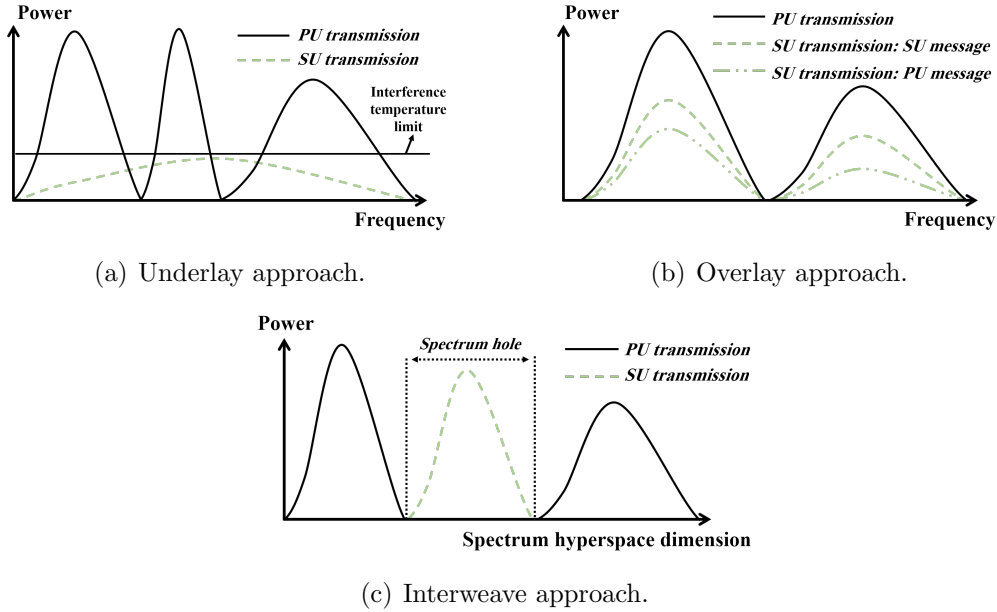 Power
PU transmission
SU transmission
Interference
temperature
limit
Frequency
(a) Underlay approach.
Power
PU transmission
SU transmission: SU message
SU transmission: PU message
Frequency
(b) Overlay approach.
Power
Spectrum hole
PU transmission
SU transmission
Spectrum hyperspace dimension
(c) Interweave approach.